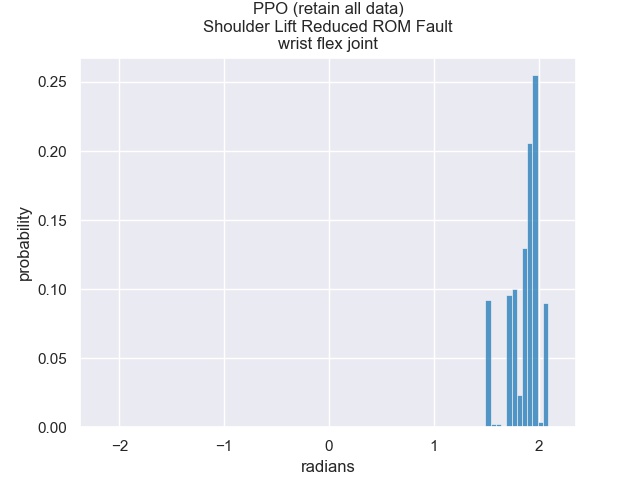 PPO (retain all data)
Shoulder Lift Reduced ROM Fault
wrist flex joint
probability
0.25
0.20
0.15
0.10
0.05
0.00
−2 −1 0 1 2
radians